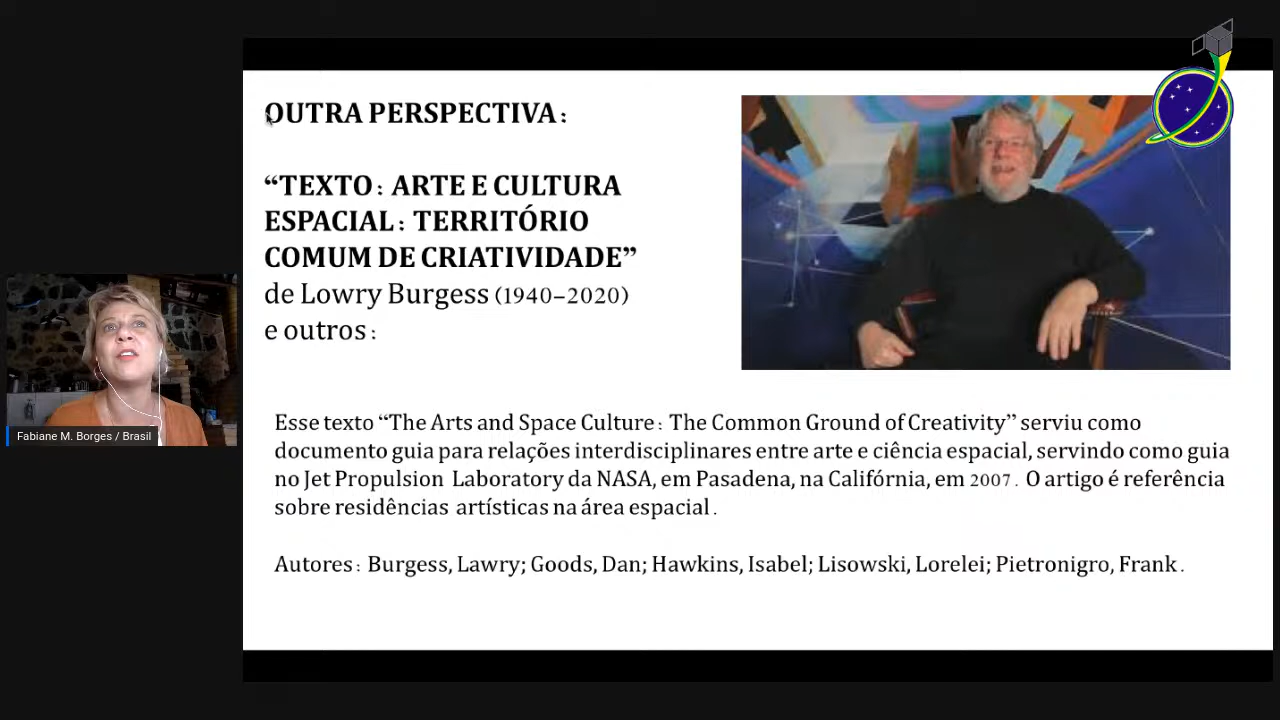 OUTRA PERSPECTIVA:
“TEXTO: ARTE E CULTURA
ESPACIAL: TERRITÓRIO
COMUM DE CRIATIVIDADE”
de Lowry Burgess (1940–2020)
e outros:
Esse texto “The Arts and Space Culture: The Common Ground of Creativity” serviu como
documento guia para relações interdisciplinares entre arte e ciência espacial, servindo como guia
no Jet Propulsion Laboratory da NASA, em Pasadena, na Califórnia, em 2007. O artigo é referência
sobre residências artísticas na área espacial.
Autores: Burgess, Lawry; Goods, Dan; Hawkins, Isabel; Lisowski, Lorelei; Pietronigro, Frank.
Fabiane M. Borges / Brasil